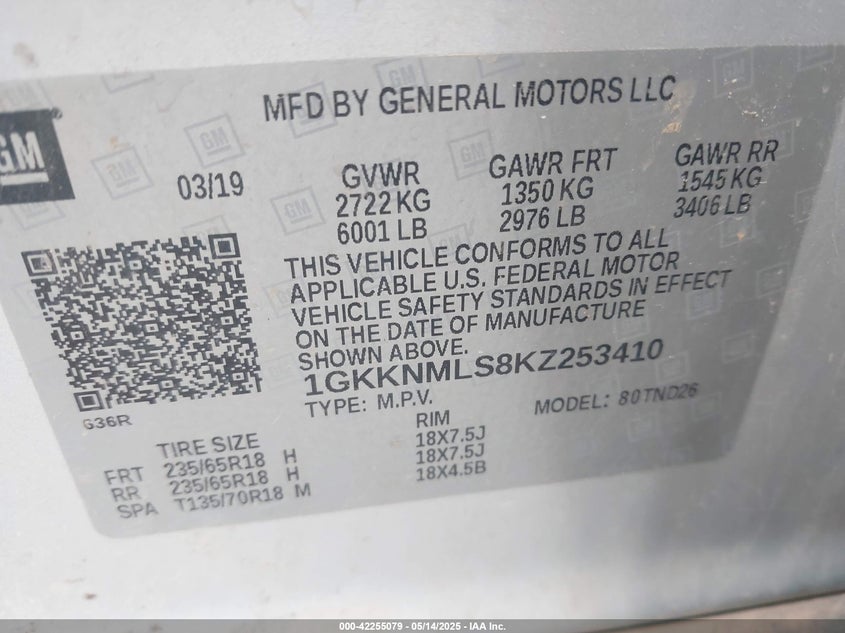 MFD BY GENERAL MOTORS LLC
GM
03/19
GVWR
2722 KG
6001 LB
GAWR FRT
1350 KG
2976 LB
GAWR RR
1545 KG
3406 LB
THIS VEHICLE CONFORMS TO ALL
APPLICABLE U.S. FEDERAL MOTOR
VEHICLE SAFETY STANDARDS IN EFFECT
ON THE DATE OF MANUFACTURE
SHOWN ABOVE.
1GKKNMLS8KZ253410
TYPE: M.P.V.
MODEL: 80TND26
G36R
TIRE SIZE
RIM
FRT 235/65R18 H 18X7.5J
RR 235/65R18 H 18X7.5J
SPA T135/70R18 M 18X4.5B
000-42255079 - 05/14/2025 - IAA Inc.